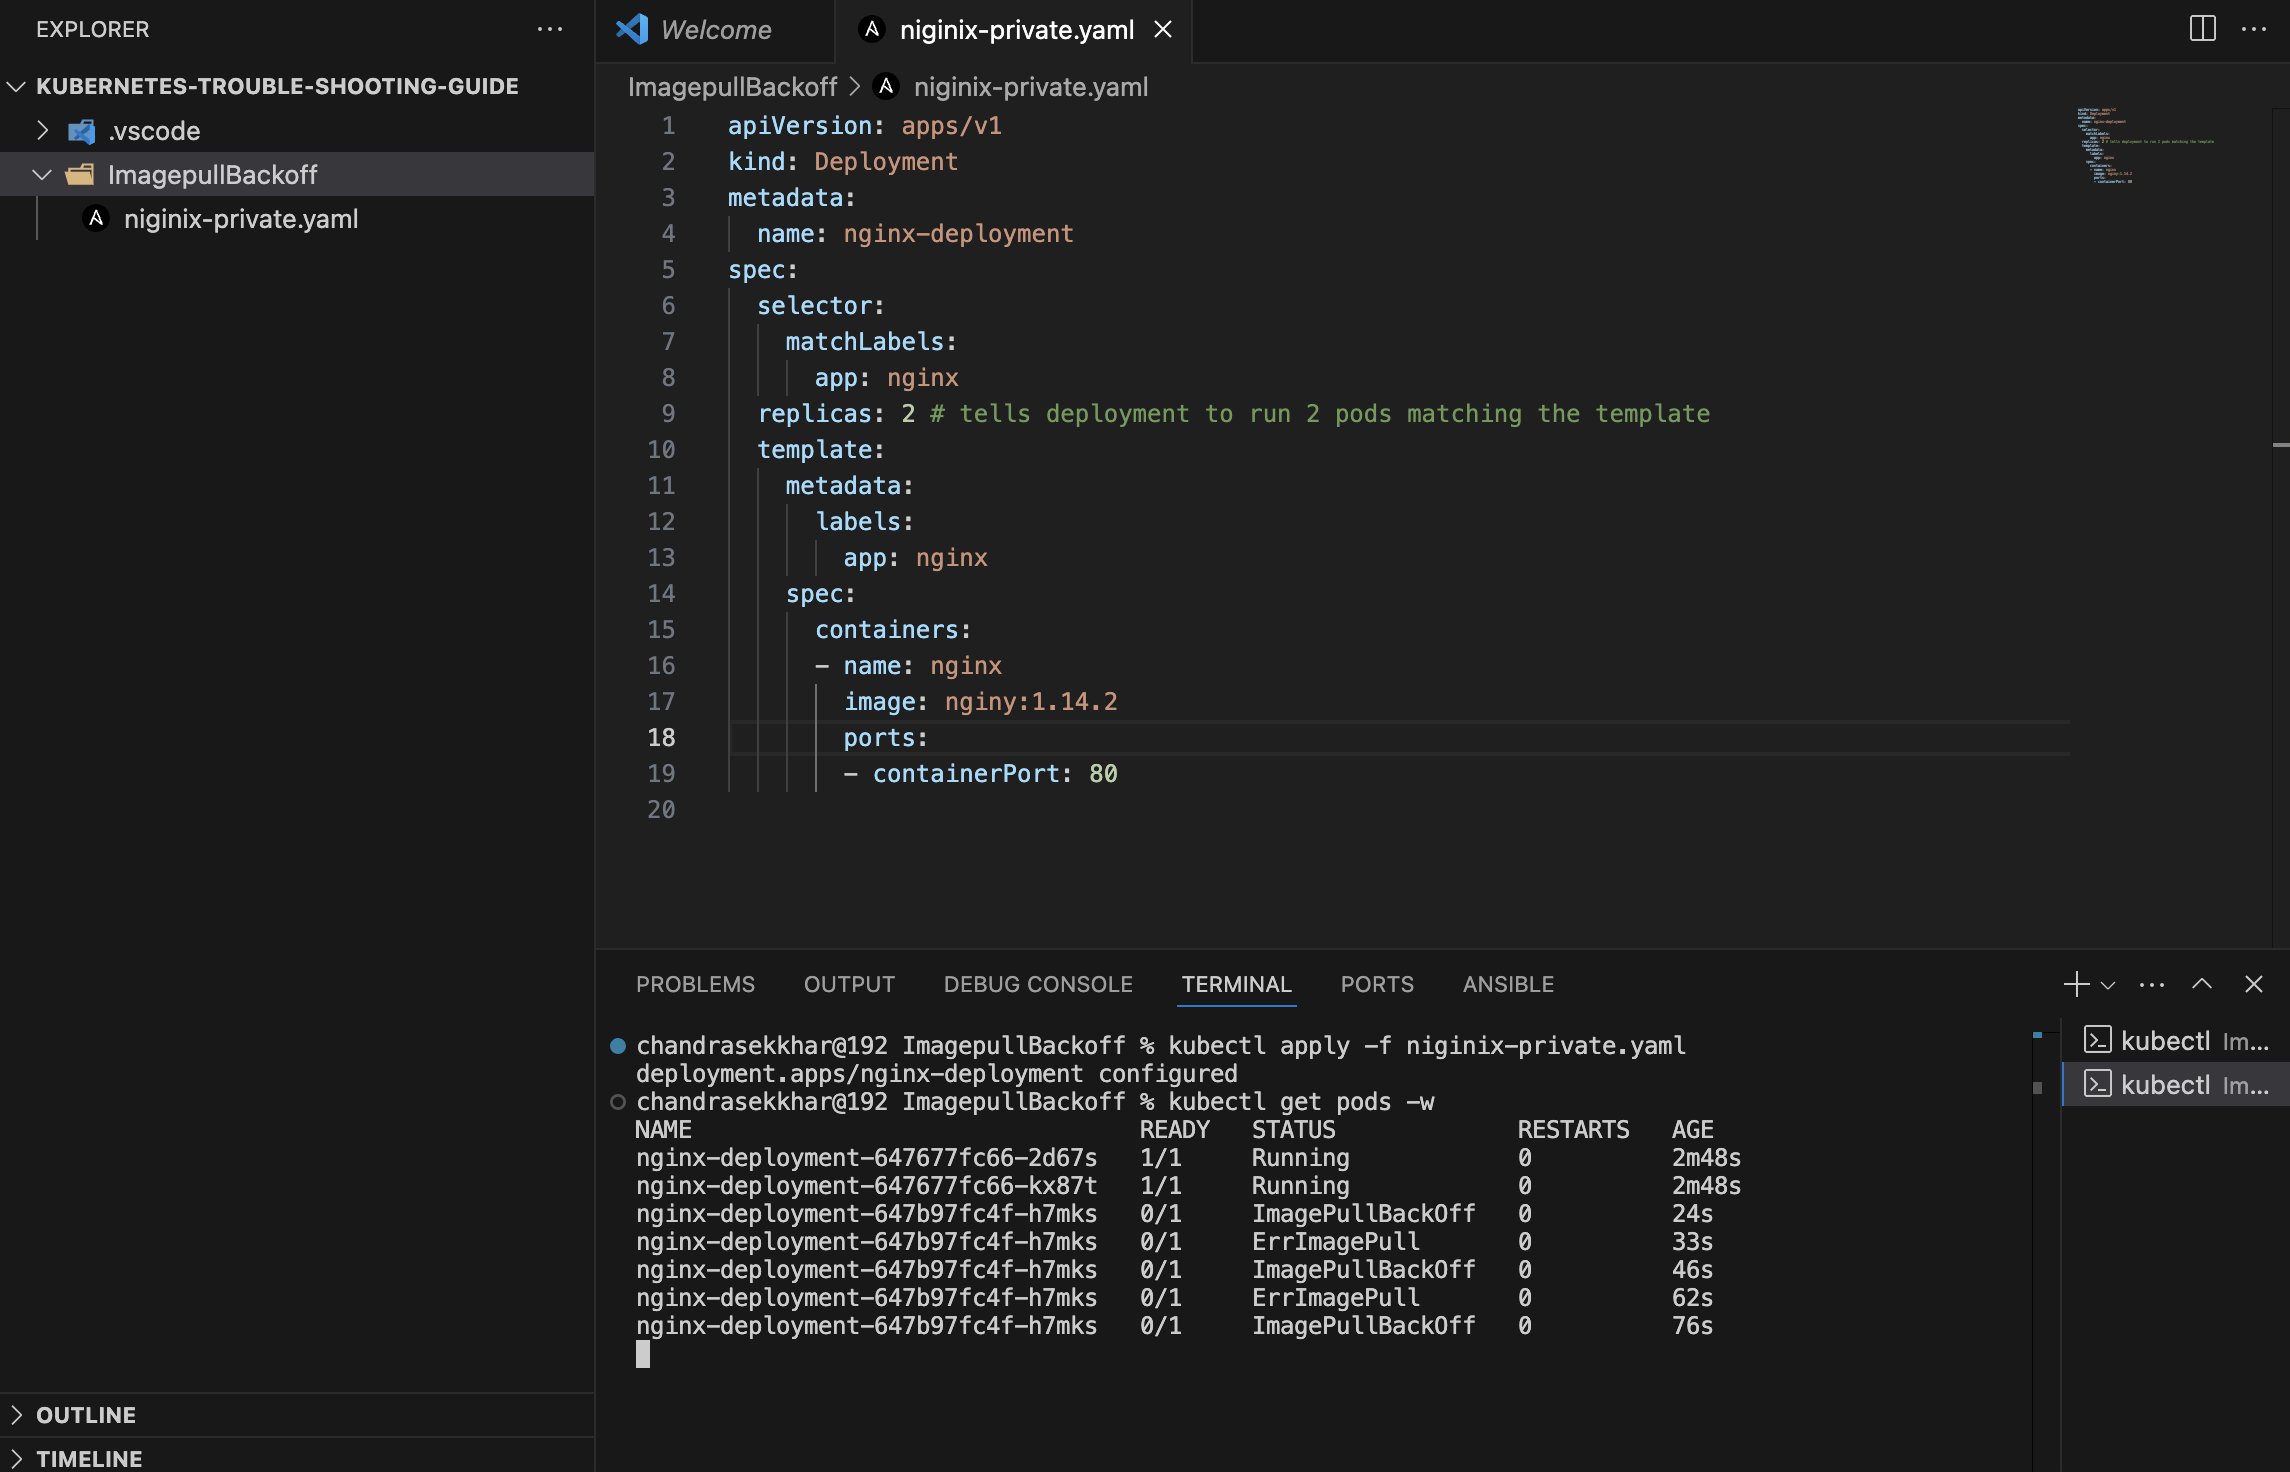 EXPLORER
KUBERNETES-TROUBLE-SHOOTING-GUIDE
.vscode
ImagepullBackoff
niginix-private.yaml
OUTLINE
TIMELINE
Welcome
niginix-private.yaml
ImagepullBackoff > niginix-private.yaml
1 apiVersion: apps/v1
2 kind: Deployment
3 metadata:
4 name: nginx-deployment
5 spec:
6 selector:
7 matchLabels:
8 app: nginx
9 replicas: 2 # tells deployment to run 2 pods matching the template
10 template:
11 metadata:
12 labels:
13 app: nginx
14 spec:
15 containers:
16 - name: nginx
17 image: nginy:1.14.2
18 ports:
19 - containerPort: 80
20
PROBLEMS OUTPUT DEBUG CONSOLE TERMINAL PORTS ANSIBLE
chandrasekkhar@192 ImagepullBackoff % kubectl apply -f niginix-private.yaml
deployment.apps/nginx-deployment configured
chandrasekkhar@192 ImagepullBackoff % kubectl get pods -w
NAME READY STATUS RESTARTS AGE
nginx-deployment-647677fc66-2d67s 1/1 Running 0 2m48s
nginx-deployment-647677fc66-kx87t 1/1 Running 0 2m48s
nginx-deployment-647b97fc4f-h7mks 0/1 ImagePullBackOff 0 24s
nginx-deployment-647b97fc4f-h7mks 0/1 ErrImagePull 0 33s
nginx-deployment-647b97fc4f-h7mks 0/1 ImagePullBackOff 0 46s
nginx-deployment-647b97fc4f-h7mks 0/1 ErrImagePull 0 62s
nginx-deployment-647b97fc4f-h7mks 0/1 ImagePullBackOff 0 76s
kubectl Im...
kubectl Im...